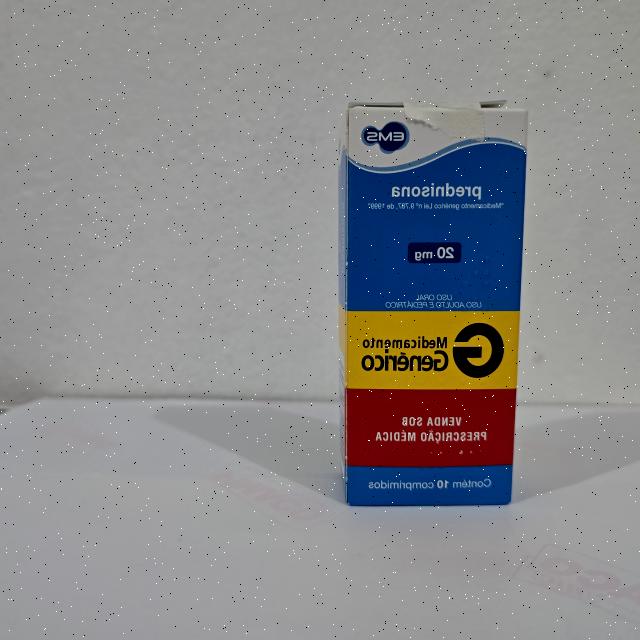 EMS
prednisona
"Medicamento genérico Lei nº 9.787, de 1999".
20 mg
USO ORAL
USO ADULTO E PEDIÁTRICO
G Medicamento
Genérico
VENDA SOB
PRESCRIÇÃO MÉDICA
Contém 10 comprimidos